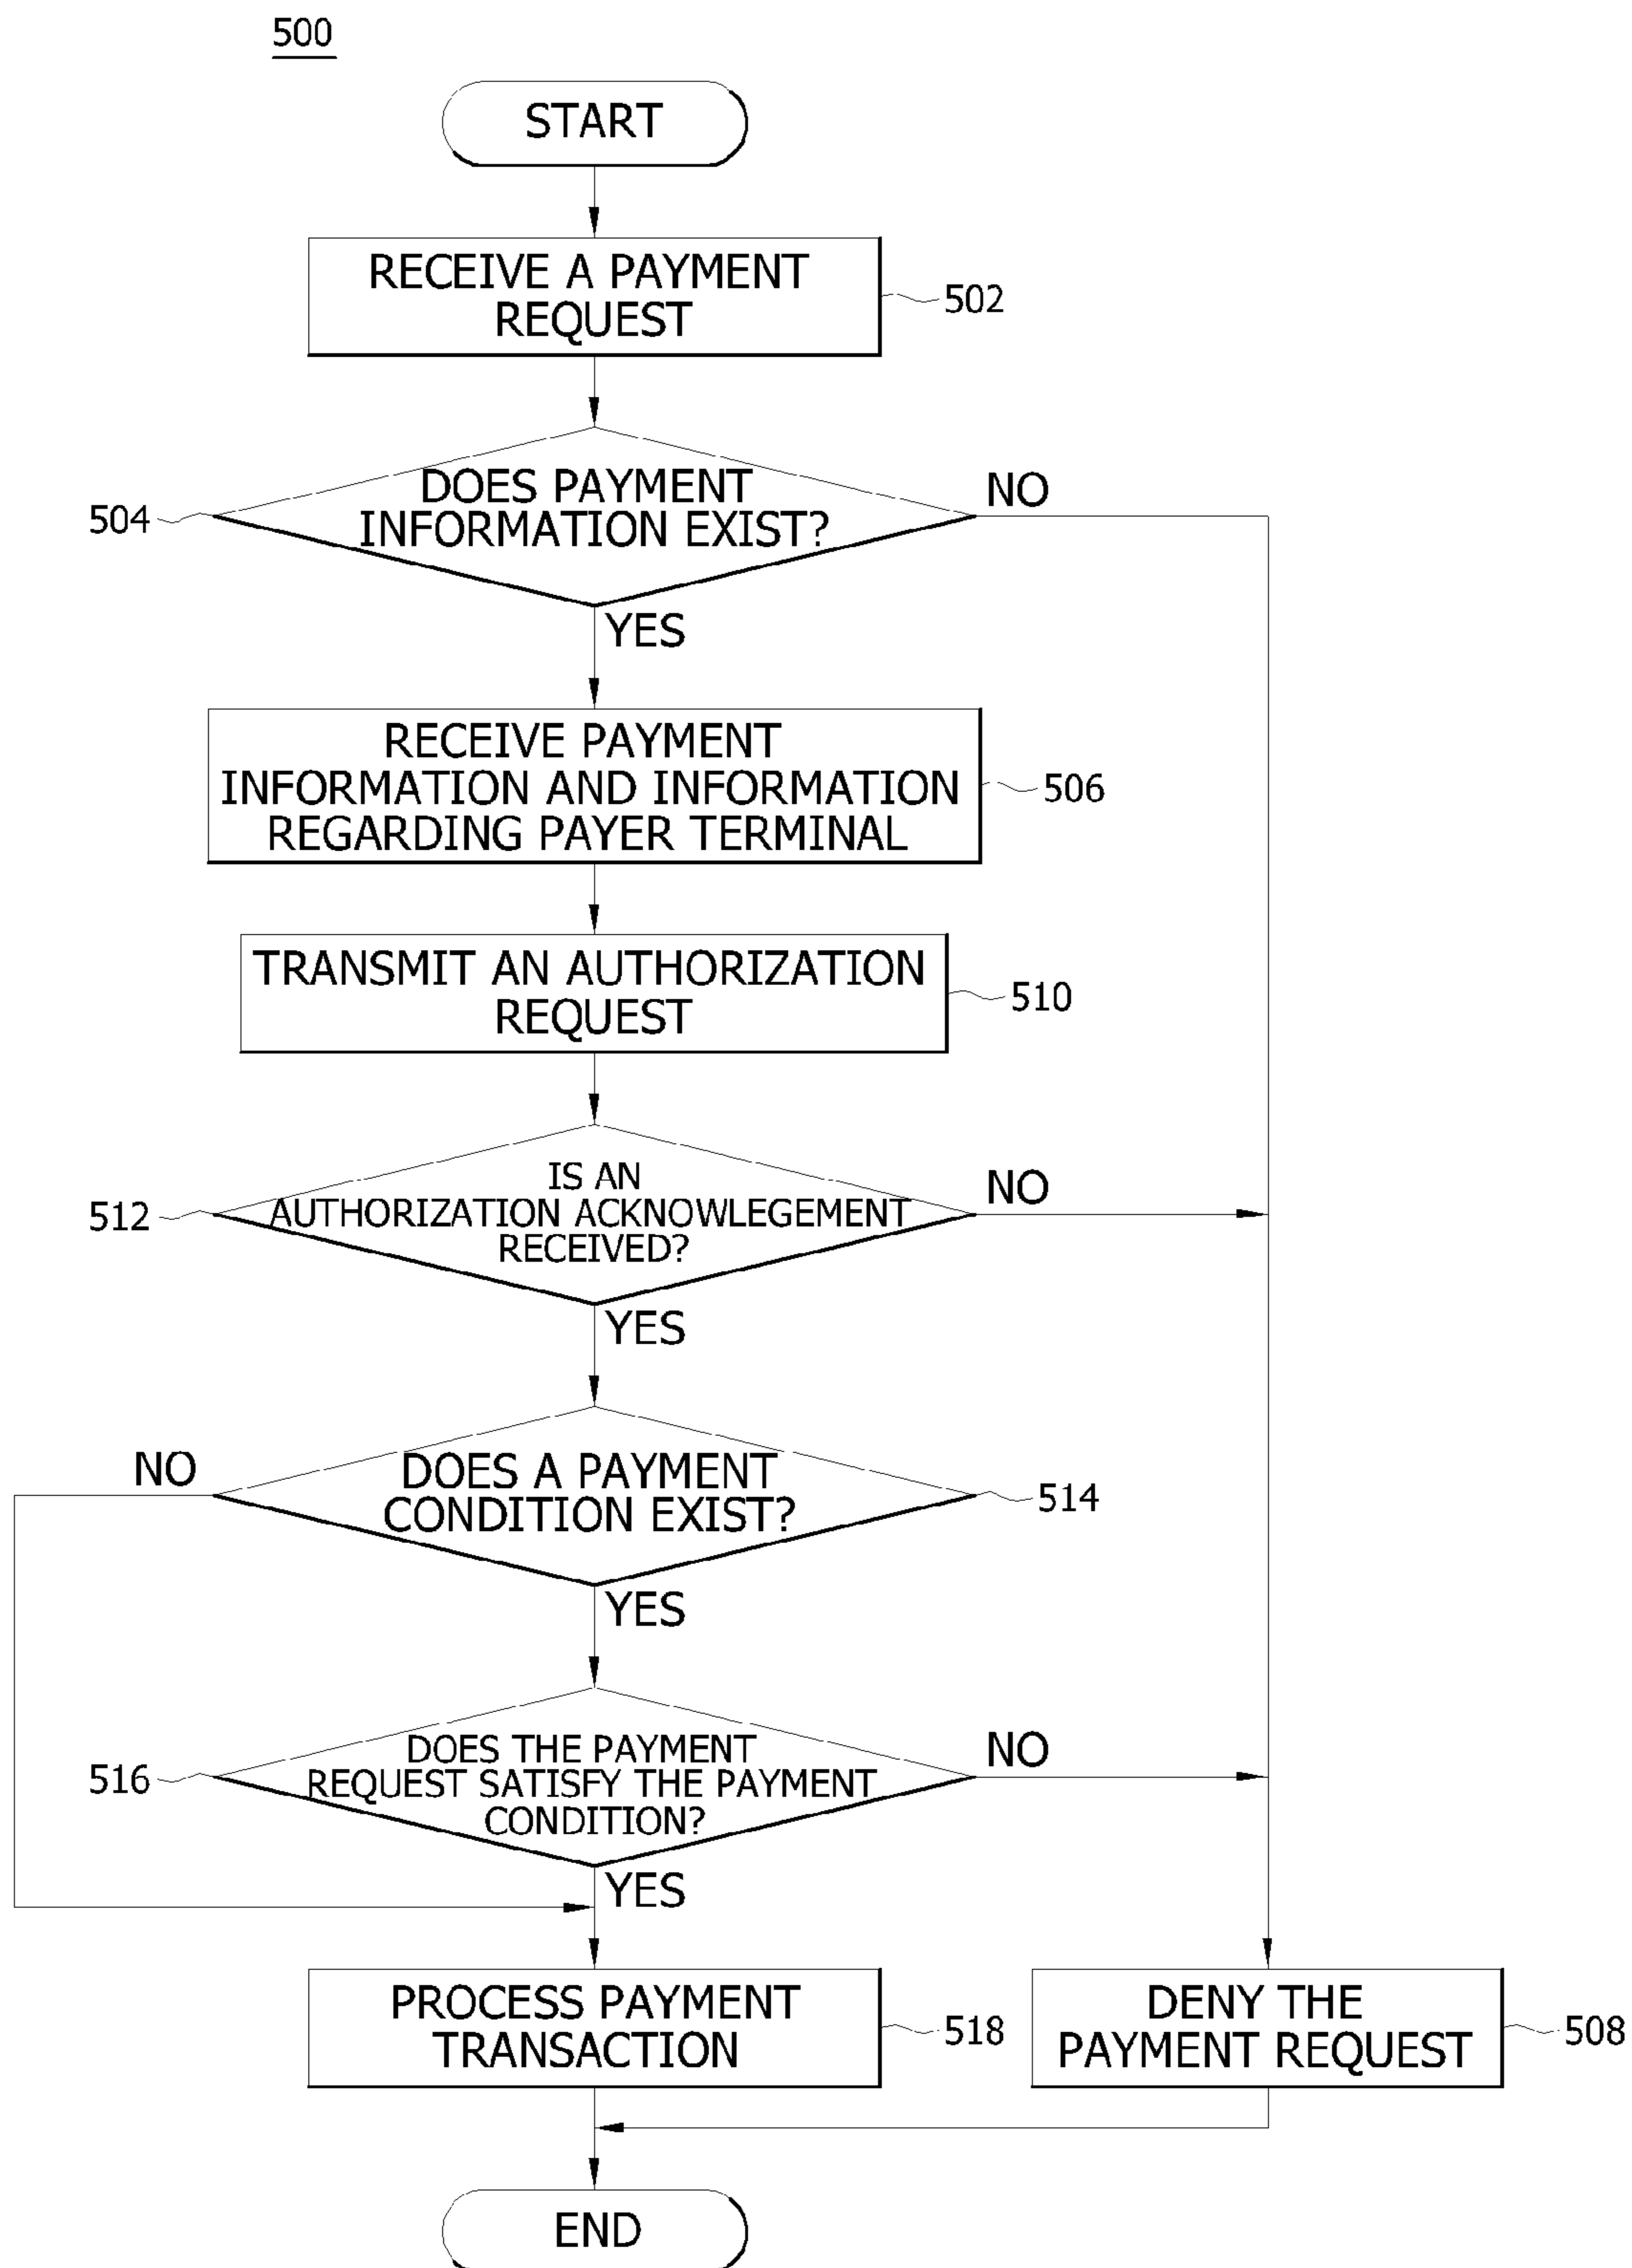 500
START
RECEIVE A PAYMENT
REQUEST
502
DOES PAYMENT
INFORMATION EXIST?
504
NO
YES
RECEIVE PAYMENT
INFORMATION AND INFORMATION
REGARDING PAYER TERMINAL
506
TRANSMIT AN AUTHORIZATION
REQUEST
510
IS AN
AUTHORIZATION ACKNOWLEGEMENT
RECEIVED?
512
NO
YES
NO
DOES A PAYMENT
CONDITION EXIST?
514
YES
DOES THE PAYMENT
REQUEST SATISFY THE PAYMENT
CONDITION?
516
NO
YES
PROCESS PAYMENT
TRANSACTION
518
DENY THE
PAYMENT REQUEST
508
END